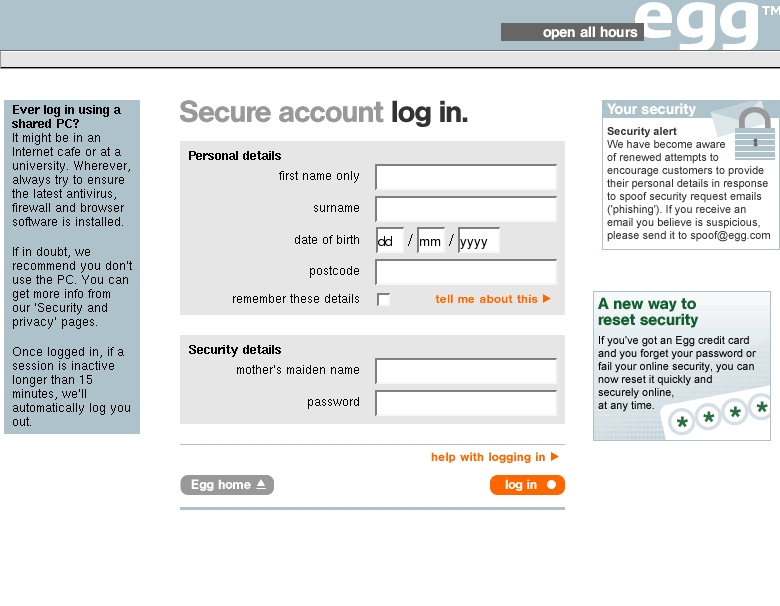 open all hours
egg™
Ever log in using a
shared PC?
It might be in an
Internet cafe or at a
university. Wherever,
always try to ensure
the latest antivirus,
firewall and browser
software is installed.
If in doubt, we
recommend you don't
use the PC. You can
get more info from
our 'Security and
privacy' pages.
Once logged in, if a
session is inactive
longer than 15
minutes, we'll
automatically log you
out.
Secure account log in.
Personal details
first name only
surname
date of birth dd / mm / yyyy
postcode
remember these details tell me about this
Security details
mother's maiden name
password
help with logging in
Egg home log in
Your security
Security alert
We have become aware
of renewed attempts to
encourage customers to provide
their personal details in response
to spoof security request emails
('phishing'). If you receive an
email you believe is suspicious,
please send it to spoof@egg.com
A new way to
reset security
If you've got an Egg credit card
and you forget your password or
fail your online security, you can
now reset it quickly and
securely online,
at any time.
* * * *